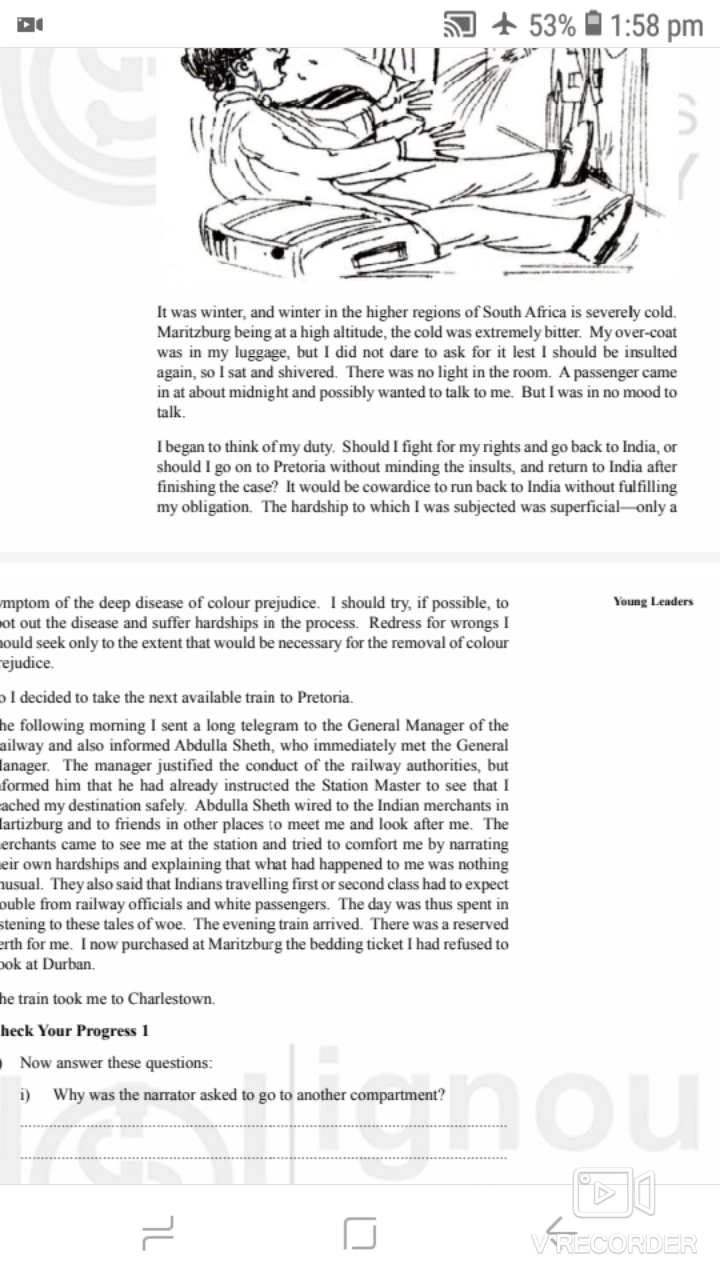 53% 1:58 pm
It was winter, and winter in the higher regions of South Africa is severely cold.
Maritzburg being at a high altitude, the cold was extremely bitter. My over-coat
was in my luggage, but I did not dare to ask for it lest I should be insulted
again, so I sat and shivered. There was no light in the room. A passenger came
in at about midnight and possibly wanted to talk to me. But I was in no mood to
talk.
I began to think of my duty. Should I fight for my rights and go back to India, or
should I go on to Pretoria without minding the insults, and return to India after
finishing the case? It would be cowardice to run back to India without fulfilling
my obligation. The hardship to which I was subjected was superficial—only a
ymptom of the deep disease of colour prejudice. I should try, if possible, to
oot out the disease and suffer hardships in the process. Redress for wrongs I
hould seek only to the extent that would be necessary for the removal of colour
rejudice.
Young Leaders
o I decided to take the next available train to Pretoria.
he following morning I sent a long telegram to the General Manager of the
ailway and also informed Abdulla Sheth, who immediately met the General
anager. The manager justified the conduct of the railway authorities, but
nformed him that he had already instructed the Station Master to see that I
eached my destination safely. Abdulla Sheth wired to the Indian merchants in
artizburg and to friends in other places to meet me and look after me. The
erchants came to see me at the station and tried to comfort me by narrating
eir own hardships and explaining that what had happened to me was nothing
nusual. They also said that Indians travelling first or second class had to expect
ouble from railway officials and white passengers. The day was thus spent in
stening to these tales of woe. The evening train arrived. There was a reserved
erth for me. I now purchased at Maritzburg the bedding ticket I had refused to
ook at Durban.
he train took me to Charlestown.
heck Your Progress 1
) Now answer these questions:
i) Why was the narrator asked to go to another compartment?
ignou
V RECORDER